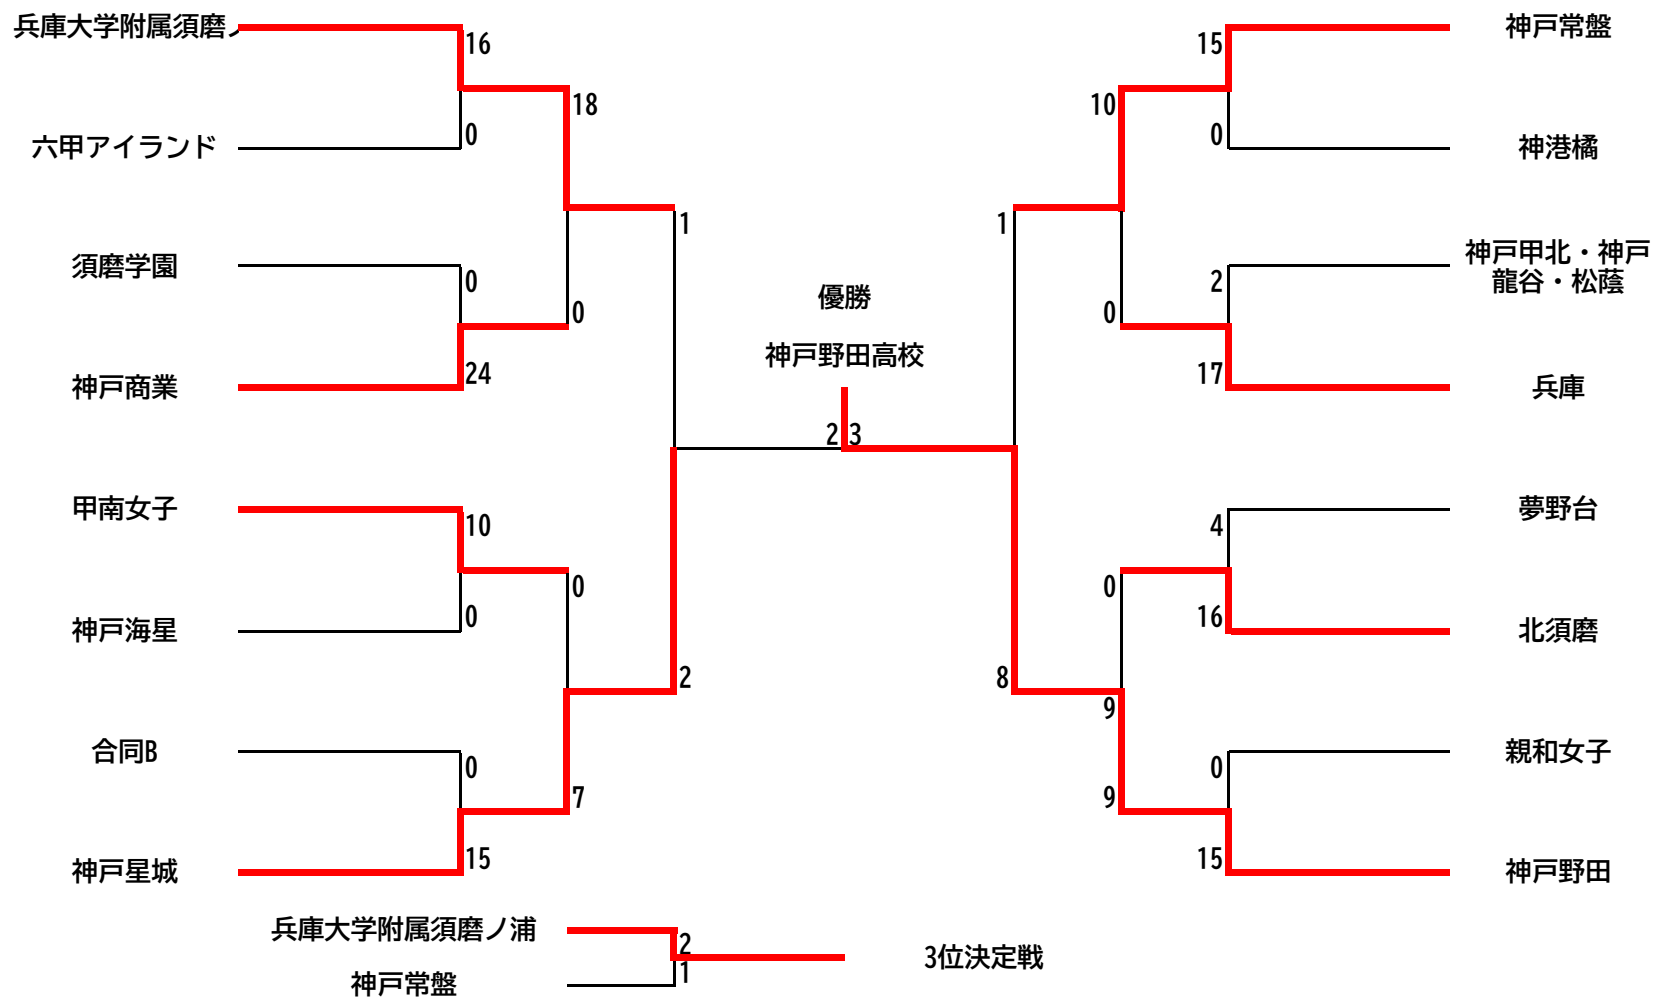 兵庫大学附属須磨ノ
16
18
六甲アイランド
0
須磨学園
0
0
神戸商業
24
1
甲南女子
10
0
神戸海星
0
2
合同B
0
7
神戸星城
15
優勝
神戸野田高校
2 3
神戸常盤
15
10
神港橘
0
1
神戸甲北・神戸
龍谷・松蔭
2
0
兵庫
17
夢野台
4
0
北須磨
16
8
9
親和女子
0
9
神戸野田
15
兵庫大学附属須磨ノ浦
2
神戸常盤
1
3位決定戦